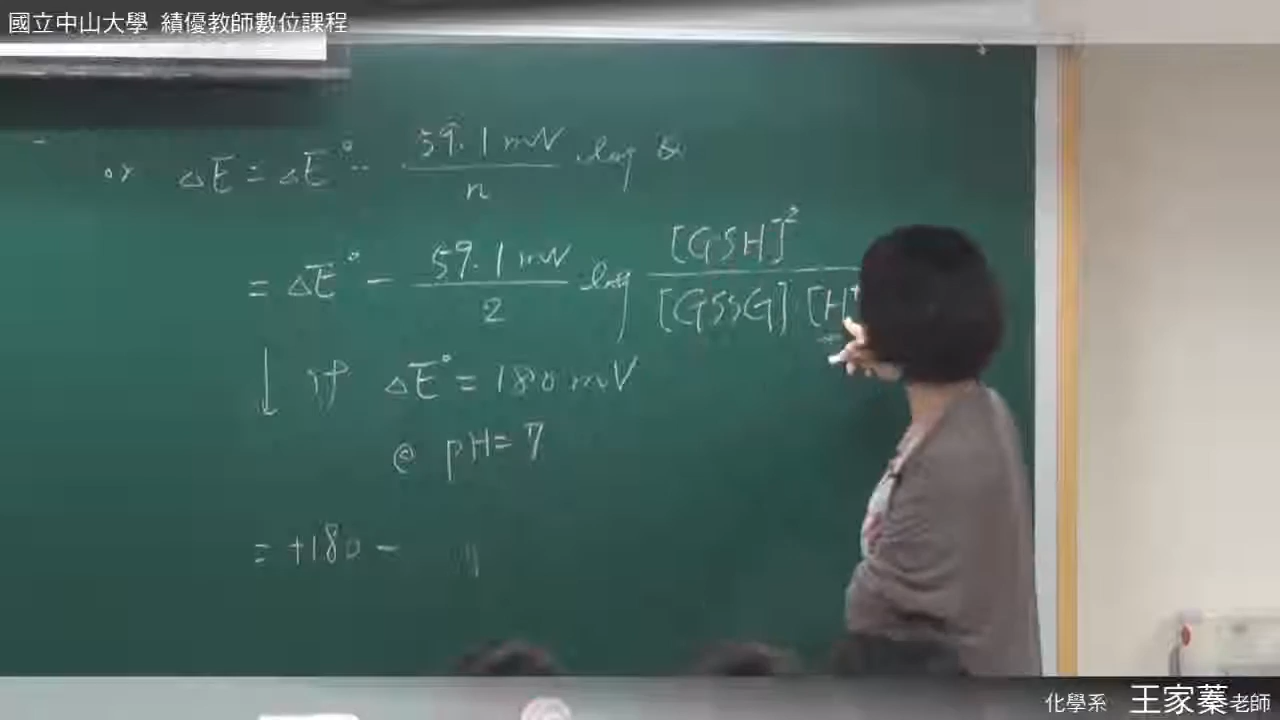 國立中山大學 績優教師數位課程
or ΔE = ΔE° - 59.1 mV / n log Q
= ΔE° - 59.1 mV / 2 log [GSH]² / [GSSG] [H⁺
↓ if ΔE° = 180 mV
@ pH = 7
= +180 -
化學系 王家蓁老師